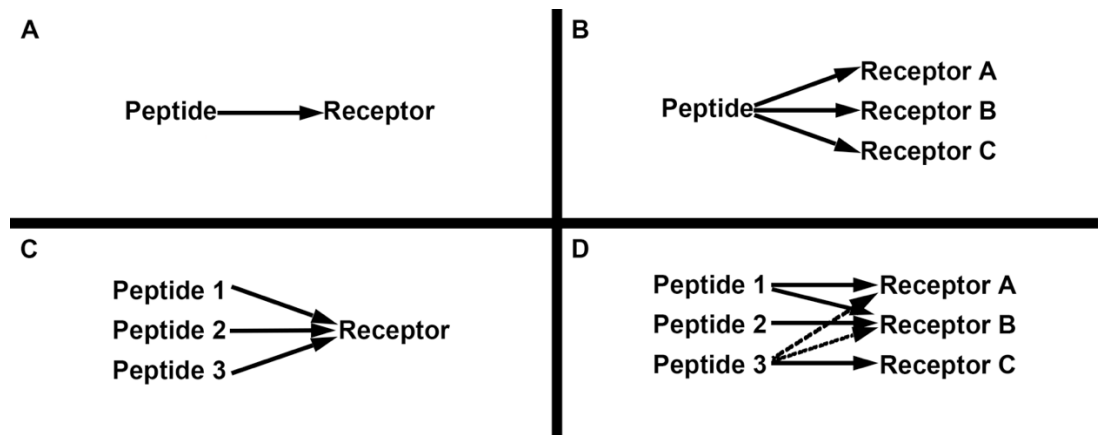 A
Peptide
Receptor
B
Peptide
Receptor A
Receptor B
Receptor C
C
Peptide 1
Peptide 2
Peptide 3
Receptor
D
Peptide 1
Peptide 2
Peptide 3
Receptor A
Receptor B
Receptor C